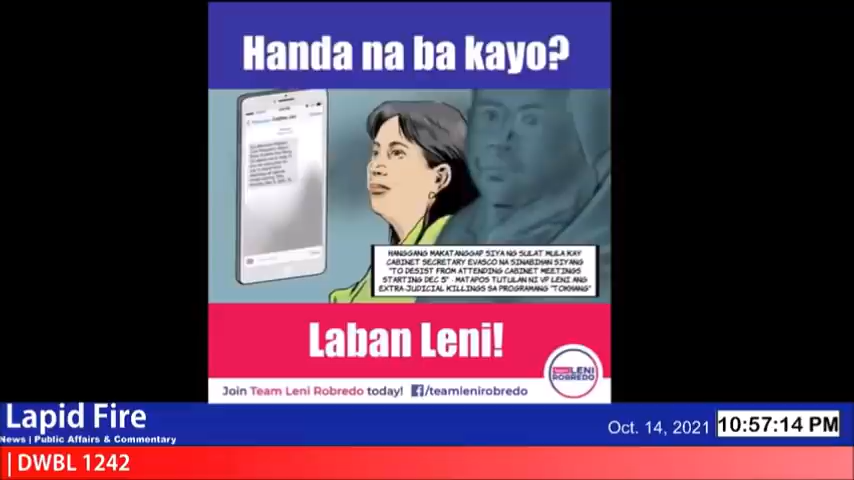 Handa na ba kayo?
HANGGANG MAKATANGGAP SIYA NG SULAT MULA KAY
CABINET SECRETARY EVASCO NA SINABIHAN SIYANG
"TO DESIST FROM ATTENDING CABINET MEETINGS
STARTING DEC 5" - MATAPOS TUTULAN NI VP LENI ANG
EXTRA-JUDICIAL KILLINGS SA PROGRAMANG "TOKHANG"
Laban Leni!
team LENI
ROBREDO
Join Team Leni Robredo today! /teamlenirobredo
Lapid Fire
News | Public Affairs & Commentary
Oct. 14, 2021 10:57:14 PM
| DWBL 1242